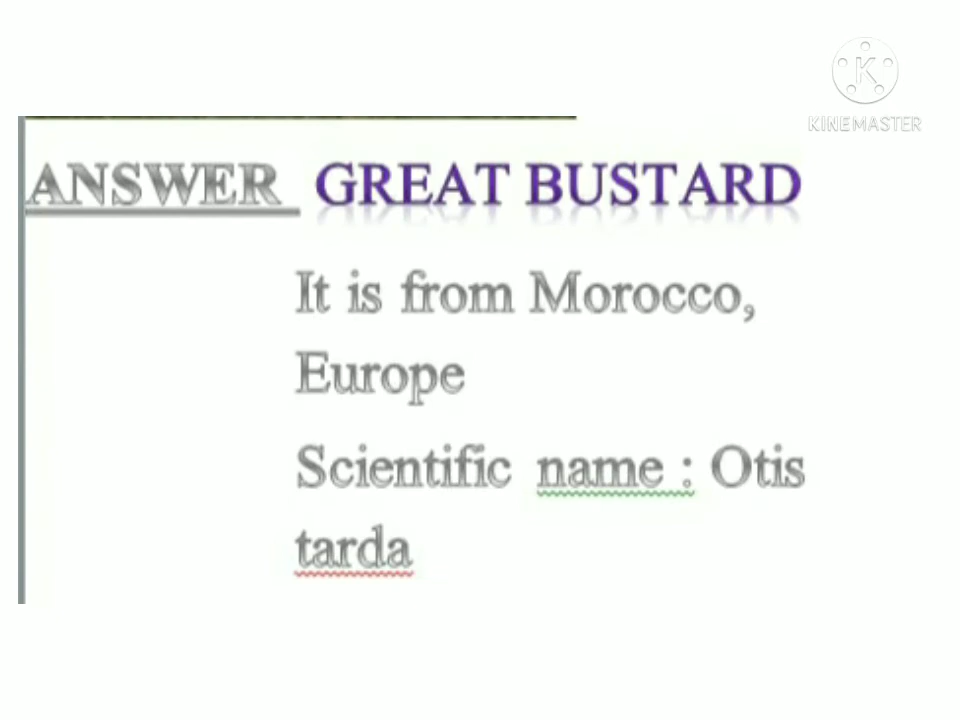 KINEMASTER
ANSWER GREAT BUSTARD
It is from Morocco,
Europe
Scientific name : Otis
tarda